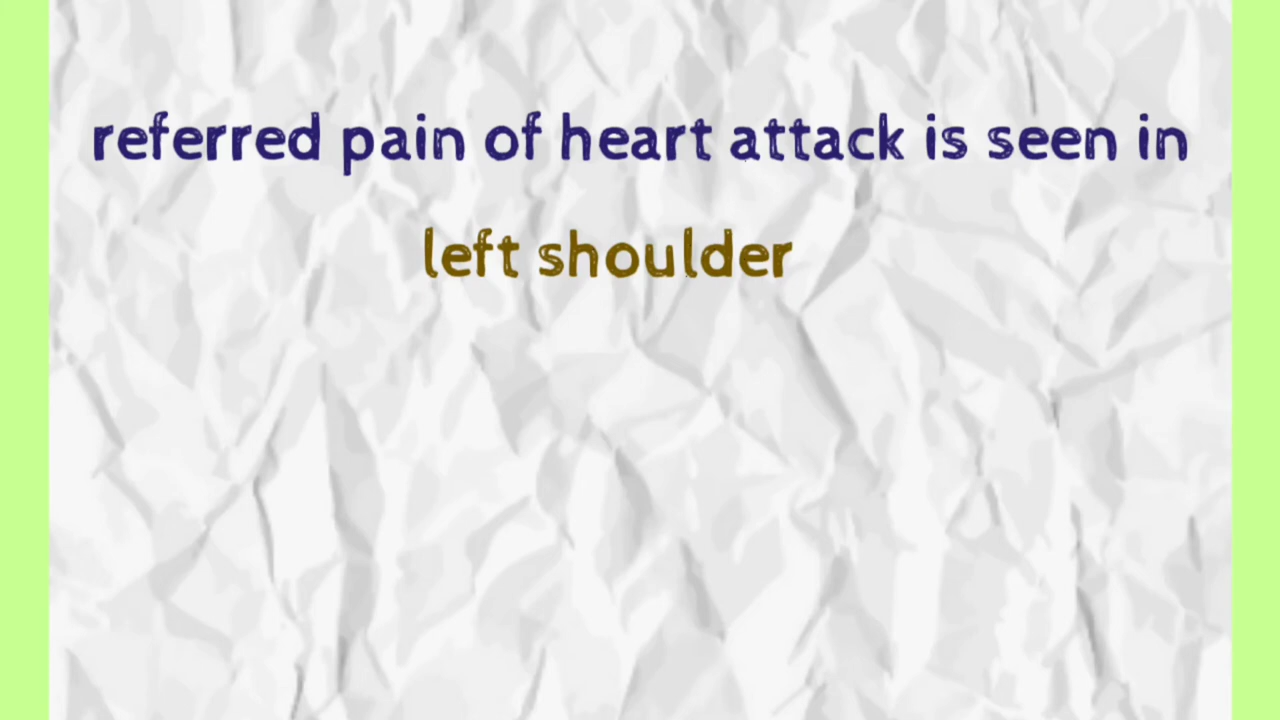 referred pain of heart attack is seen in
left shoulder